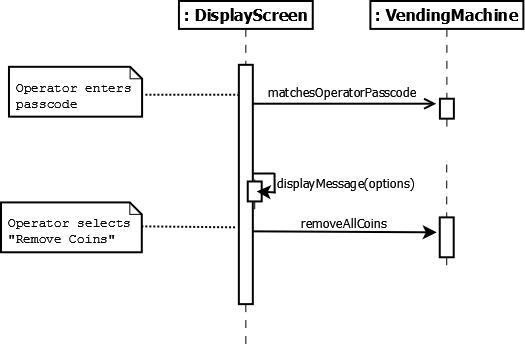 : DisplayScreen
: VendingMachine
Operator enters
passcode
matchesOperatorPasscode
displayMessage(options)
Operator selects
"Remove Coins"
removeAllCoins